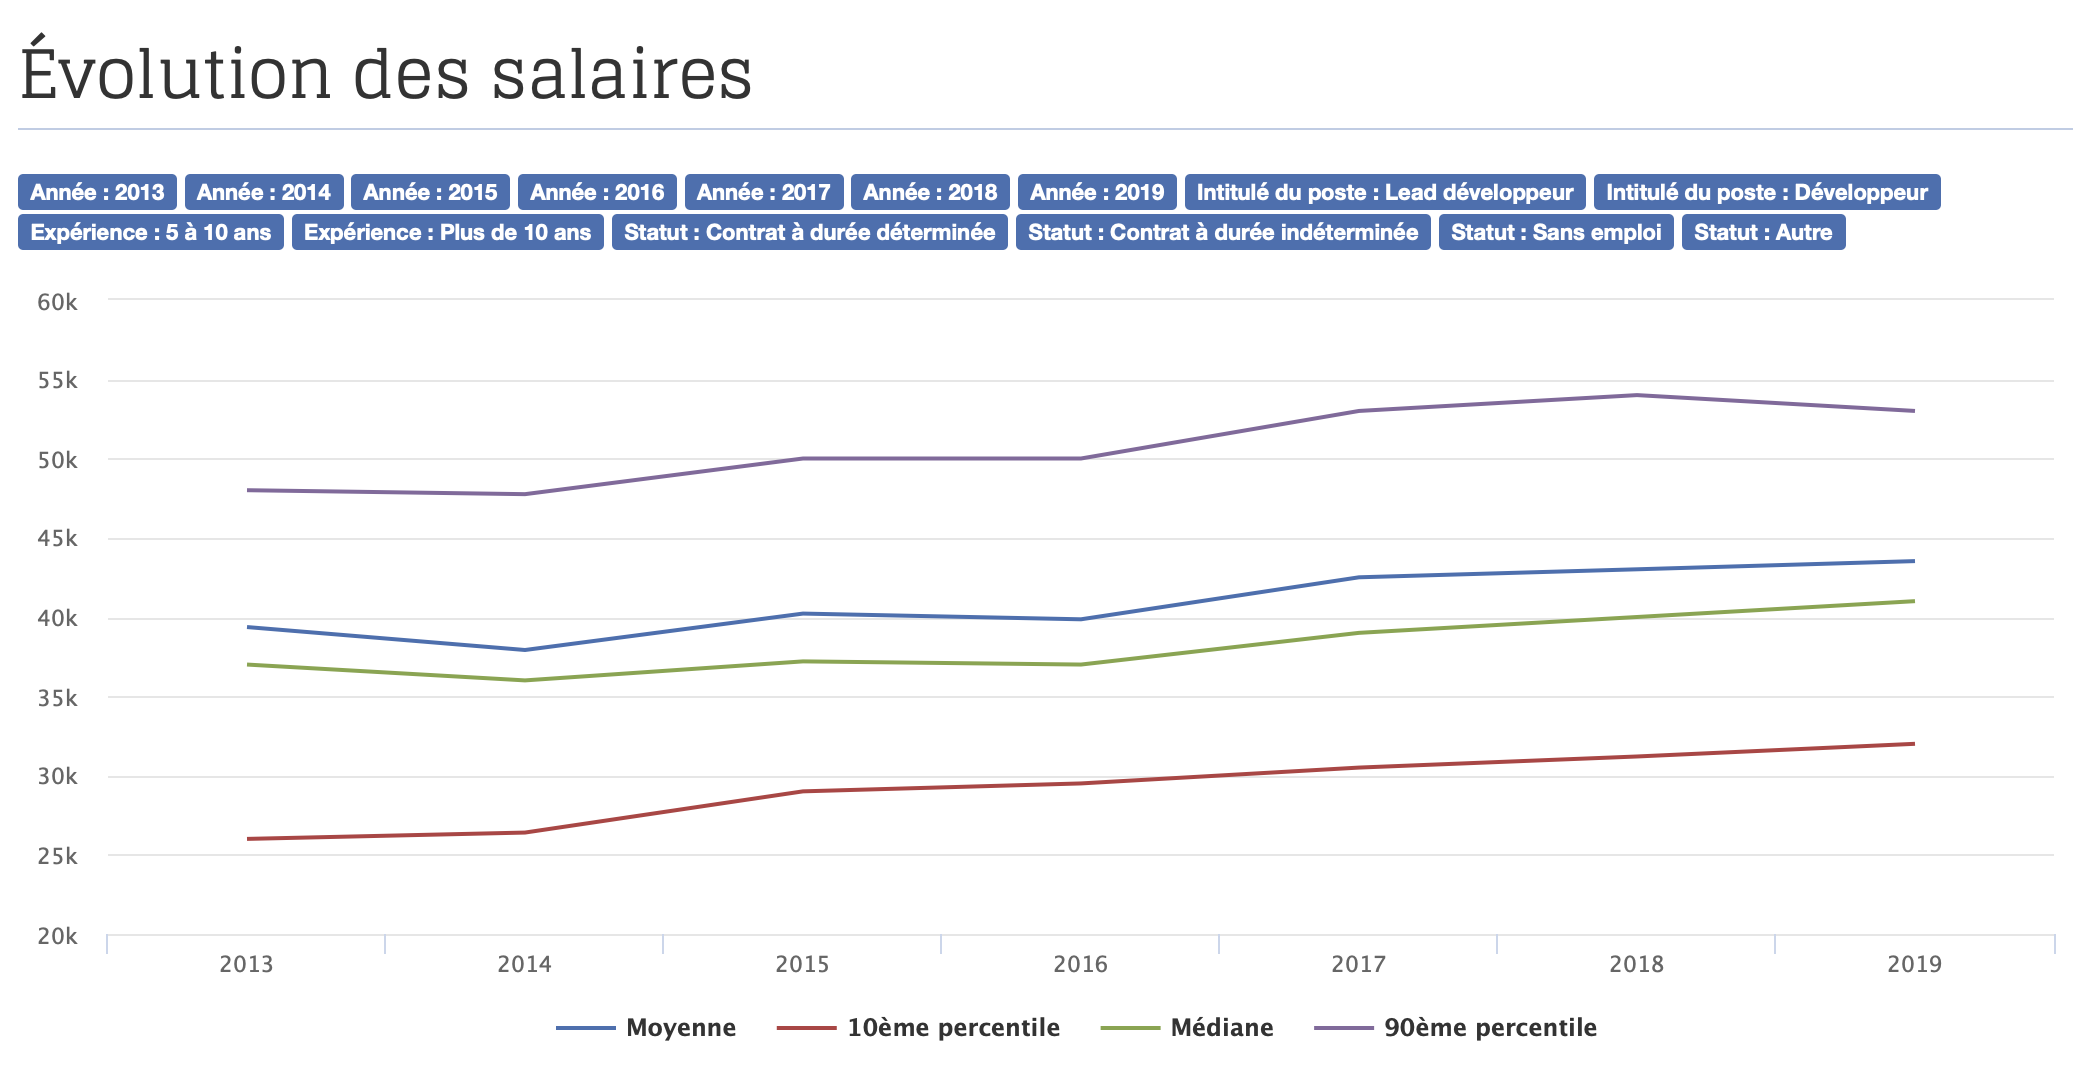 Évolution des salaires
Année : 2013 Année : 2014 Année : 2015 Année : 2016 Année : 2017 Année : 2018 Année : 2019 Intitulé du poste : Lead développeur Intitulé du poste : Développeur
Expérience : 5 à 10 ans Expérience : Plus de 10 ans Statut : Contrat à durée déterminée Statut : Contrat à durée indéterminée Statut : Sans emploi Statut : Autre
60k
55k
50k
45k
40k
35k
30k
25k
20k
2013 2014 2015 2016 2017 2018 2019
Moyenne 10ème percentile Médiane 90ème percentile